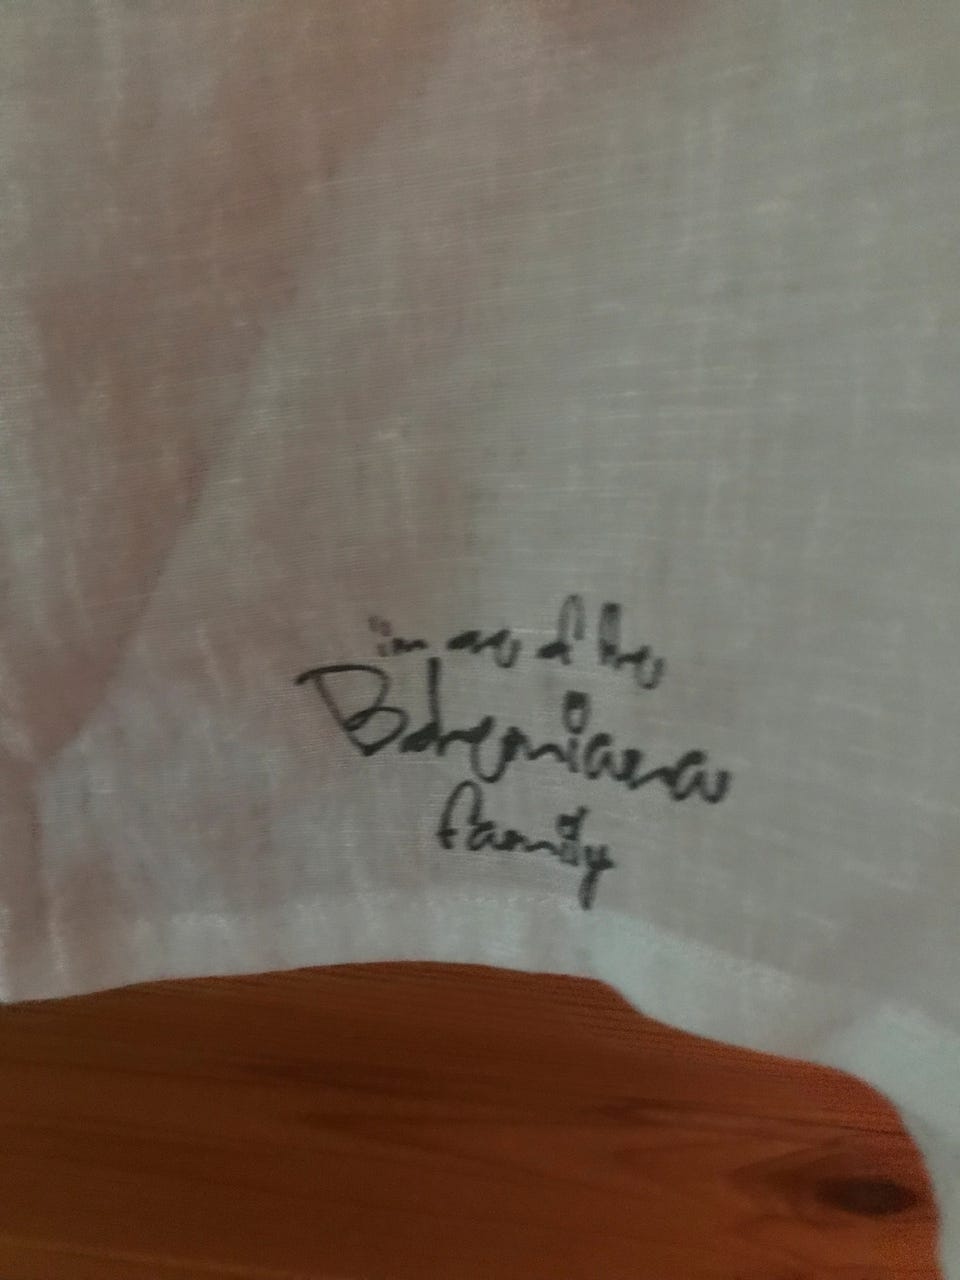 i'm one of the
Bohemiana
family